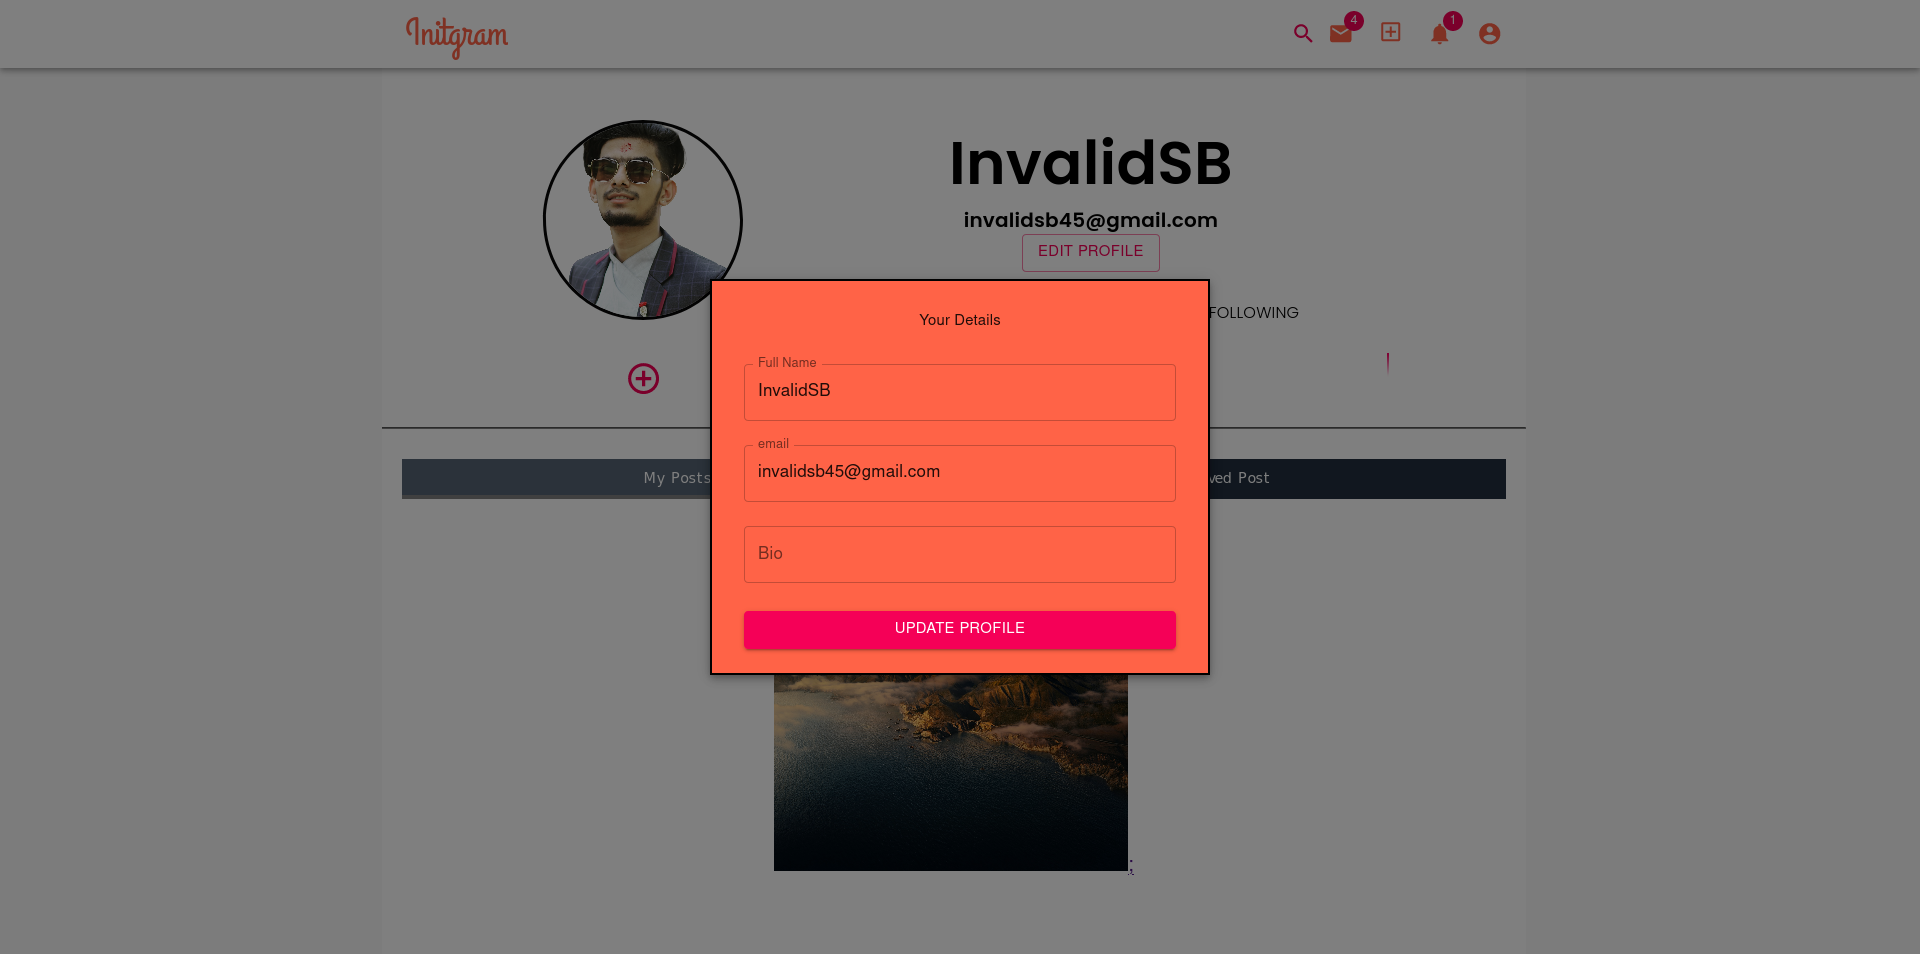 Initgram
4
1
InvalidSB
invalidsb45@gmail.com
EDIT PROFILE
FOLLOWING
Your Details
Full Name
InvalidSB
email
invalidsb45@gmail.com
Bio
UPDATE PROFILE
My Posts
Post